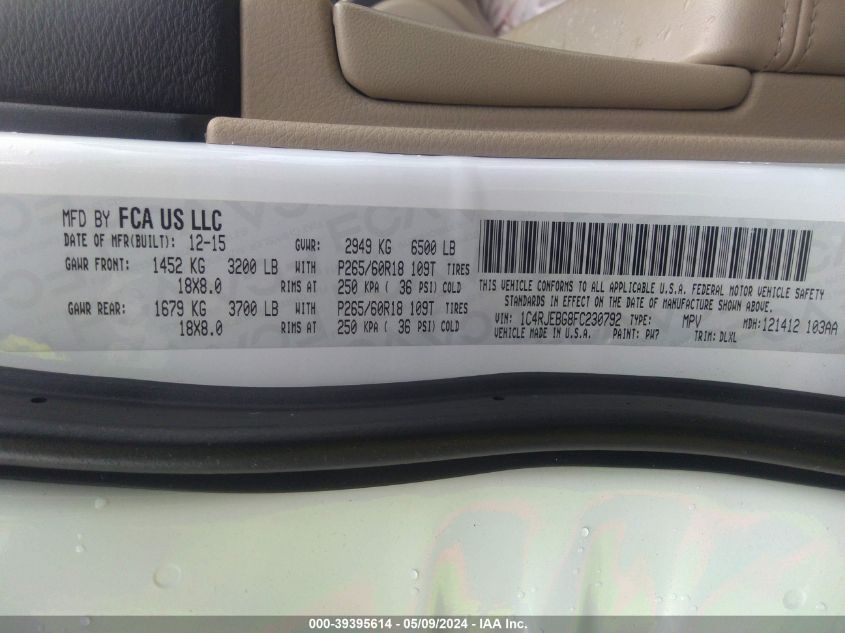 MFD BY FCA US LLC
DATE OF MFR(BUILT): 12-15 GVWR: 2949 KG 6500 LB
GAWR FRONT: 1452 KG 3200 LB WITH P265/60R18 109T TIRES
18X8.0 RIMS AT 250 KPA ( 36 PSI) COLD
GAWR REAR: 1679 KG 3700 LB WITH P265/60R18 109T TIRES
18X8.0 RIMS AT 250 KPA ( 36 PSI) COLD
THIS VEHICLE CONFORMS TO ALL APPLICABLE U.S.A. FEDERAL MOTOR VEHICLE SAFETY
STANDARDS IN EFFECT ON THE DATE OF MANUFACTURE SHOWN ABOVE.
VIN: 1C4RJEBG8FC230792 TYPE: MPV MDH: 121412 103AA
VEHICLE MADE IN U.S.A. PAINT: PW7 TRIM: DLXL
000-39395614 / 05/09/2024 - IAA Inc.